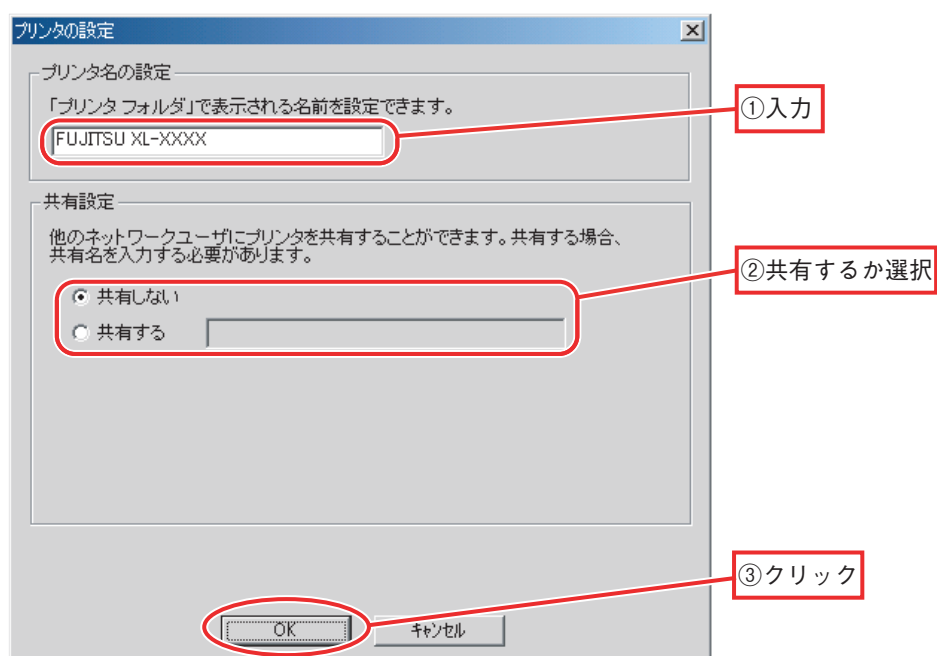 プリンタの設定
プリンタ名の設定
「プリンタ フォルダ」で表示される名前を設定できます。
FUJITSU XL-XXXX
①入力
共有設定
他のネットワークユーザにプリンタを共有することができます。共有する場合、
共有名を入力する必要があります。
②共有するか選択
共有しない
共有する
③クリック
OK
キャンセル